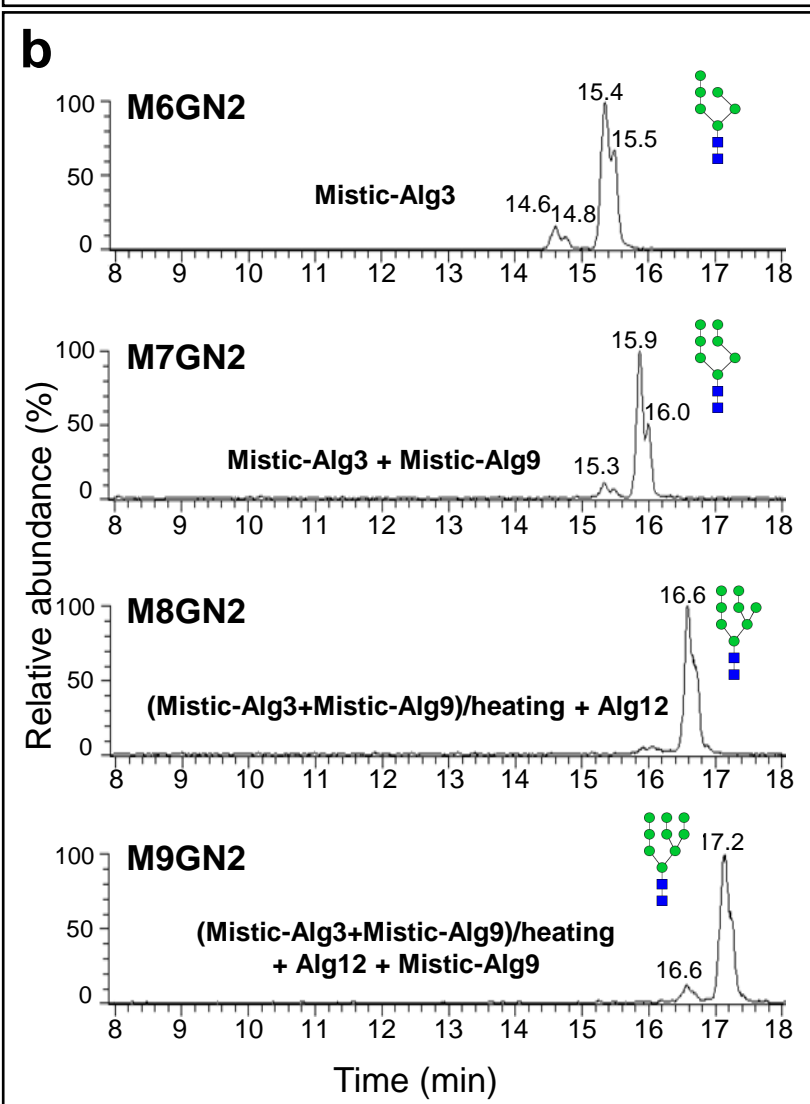 b
M6GN2
Mistic-Alg3
14.6
14.8
15.4
15.5
100
50
0
8 9 10 11 12 13 14 15 16 17 18
M7GN2
Mistic-Alg3 + Mistic-Alg9
15.3
15.9
16.0
100
50
0
8 9 10 11 12 13 14 15 16 17 18
Relative abundance (%)
M8GN2
(Mistic-Alg3+Mistic-Alg9)/heating + Alg12
16.6
100
50
0
8 9 10 11 12 13 14 15 16 17 18
M9GN2
(Mistic-Alg3+Mistic-Alg9)/heating
+ Alg12 + Mistic-Alg9
16.6
17.2
100
50
0
8 9 10 11 12 13 14 15 16 17 18
Time (min)